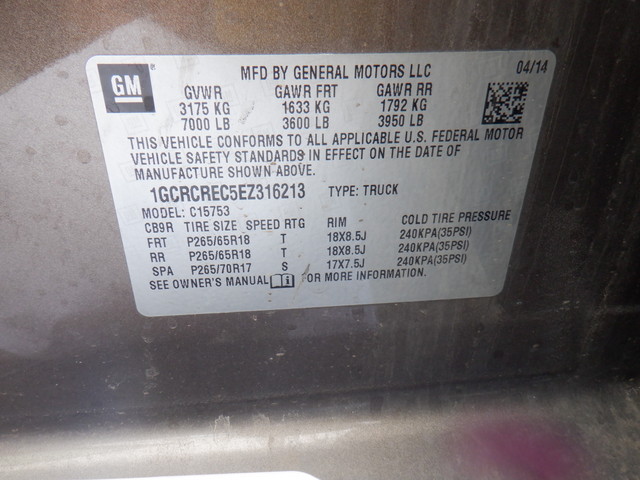 GM
MFD BY GENERAL MOTORS LLC
04/14
GVWR GAWR FRT GAWR RR
3175 KG 1633 KG 1792 KG
7000 LB 3600 LB 3950 LB
THIS VEHICLE CONFORMS TO ALL APPLICABLE U.S. FEDERAL MOTOR
VEHICLE SAFETY STANDARDS IN EFFECT ON THE DATE OF
MANUFACTURE SHOWN ABOVE.
1GCRCREC5EZ316213 TYPE: TRUCK
MODEL: C15753
CB9R TIRE SIZE SPEED RTG RIM COLD TIRE PRESSURE
FRT P265/65R18 T 18X8.5J 240KPA(35PSI)
RR P265/65R18 T 18X8.5J 240KPA(35PSI)
SPA P265/70R17 S 17X7.5J 240KPA(35PSI)
SEE OWNER'S MANUAL FOR MORE INFORMATION.